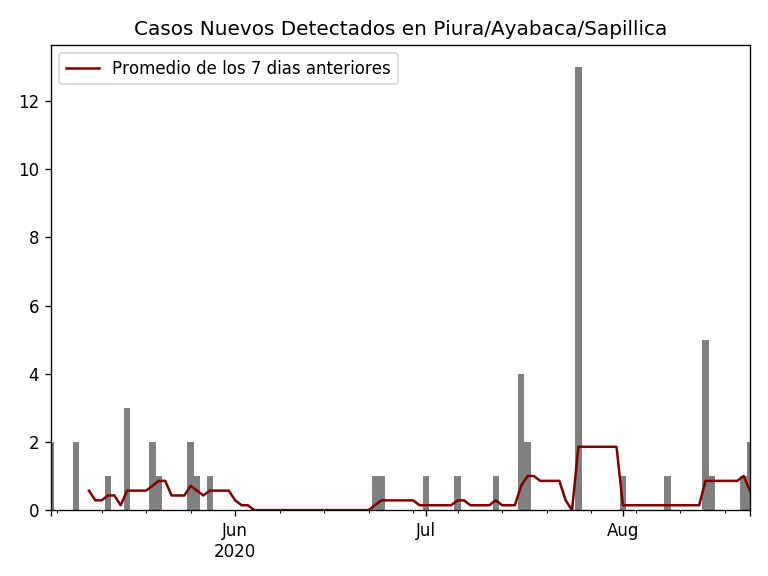 Casos Nuevos Detectados en Piura/Ayabaca/Sapillica
Promedio de los 7 dias anteriores
12
10
8
6
4
2
0
Jun
2020
Jul
Aug